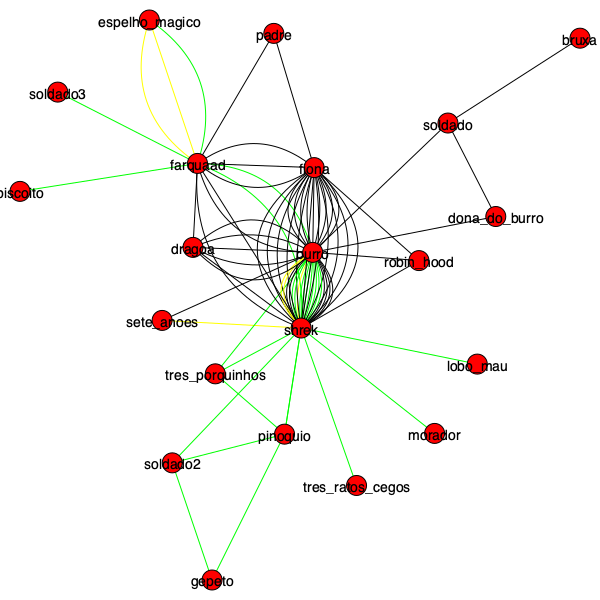 espelho_magico
padre
bruxa
soldado3
soldado
farquaad
fiona
biscoito
dona_do_burro
dragoa
burro
robin_hood
sete_anoes
shrek
lobo_mau
tres_porquinhos
pinoquio
morador
soldado2
tres_ratos_cegos
gepeto